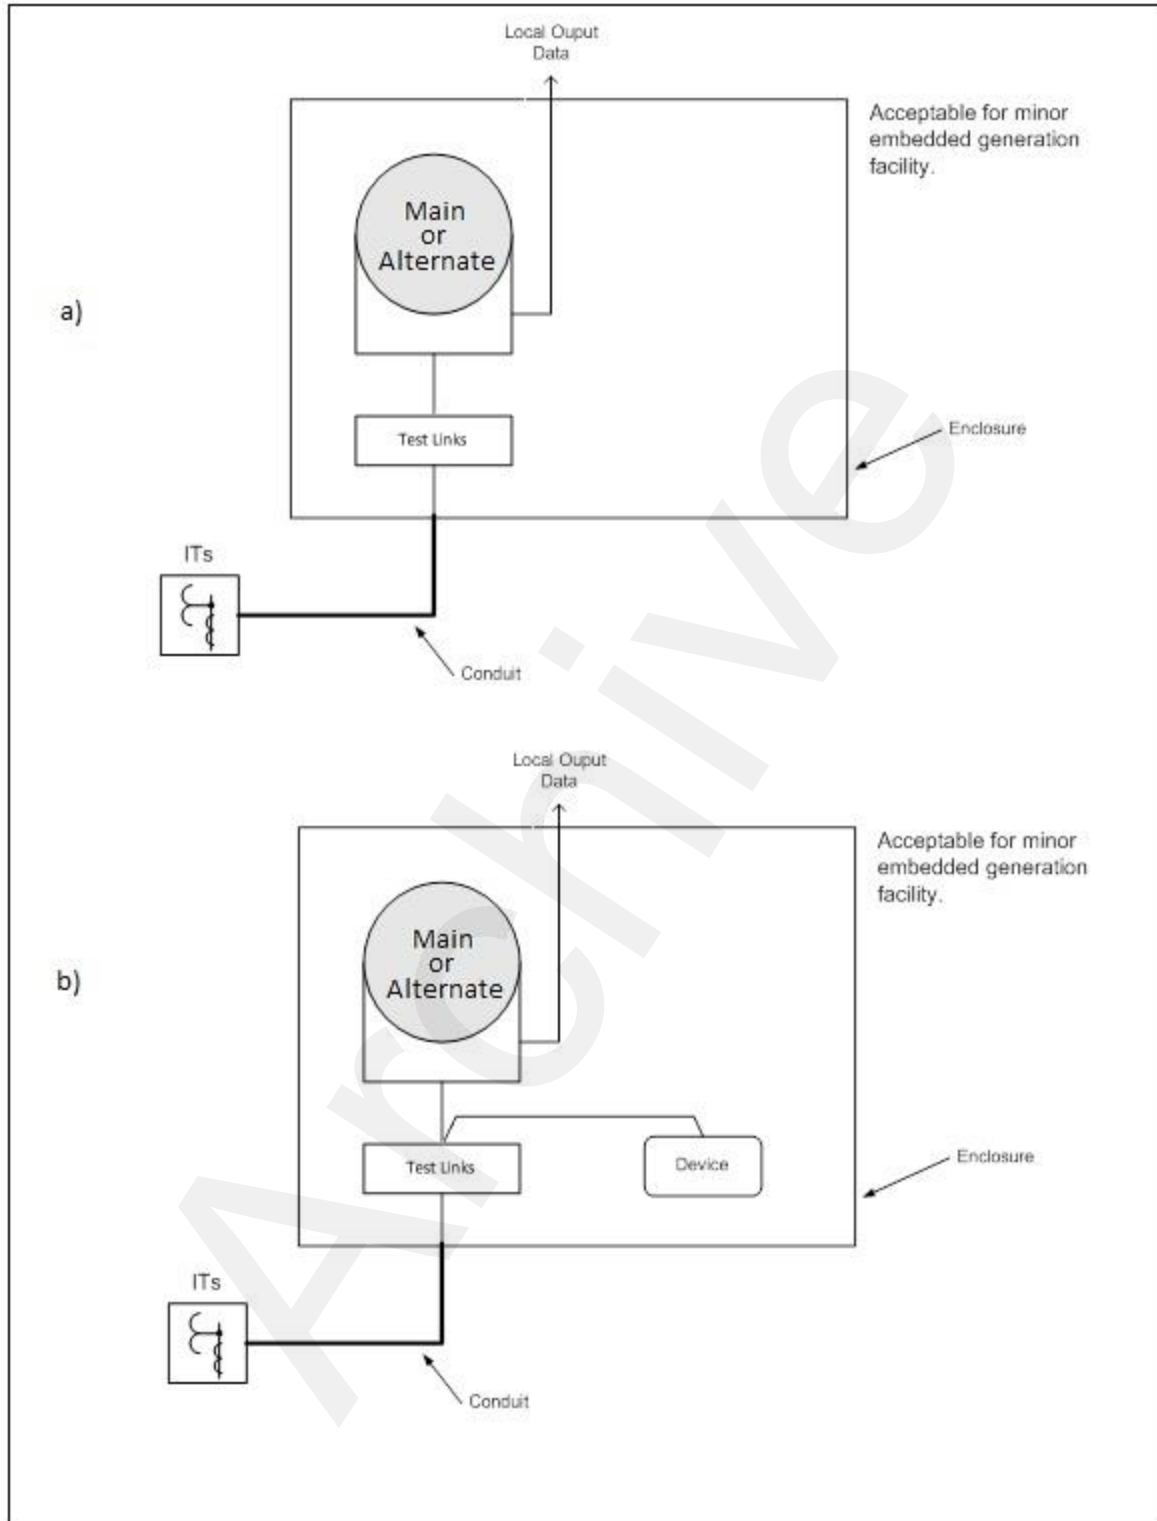 Local Ouput
Data
Acceptable for minor
embedded generation
facility.
Main
or
Alternate
a)
Test Links
Enclosure
ITs
Conduit
Local Ouput
Data
Acceptable for minor
embedded generation
facility.
Main
or
Alternate
b)
Test Links
Device
Enclosure
ITs
Conduit
Archive